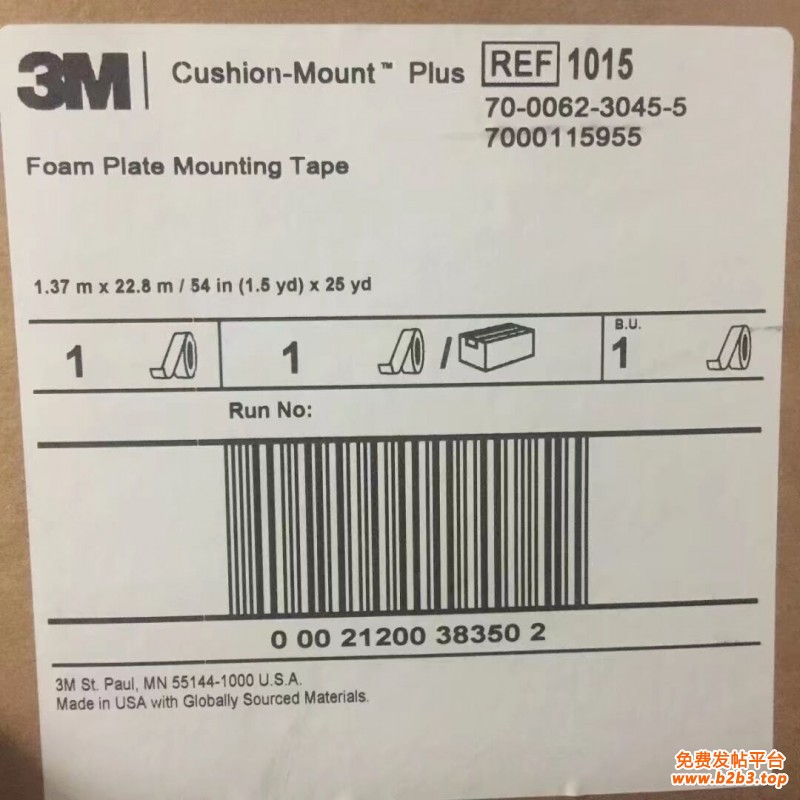 3M Cushion-Mount™ Plus REF 1015
70-0062-3045-5
7000115955
Foam Plate Mounting Tape
1.37 m x 22.8 m / 54 in (1.5 yd) x 25 yd
1 1 / B.U. 1
Run No:
0 00 21200 38350 2
3M St. Paul, MN 55144-1000 U.S.A.
Made in USA with Globally Sourced Materials.
免费发帖平台
www.b2b3.top